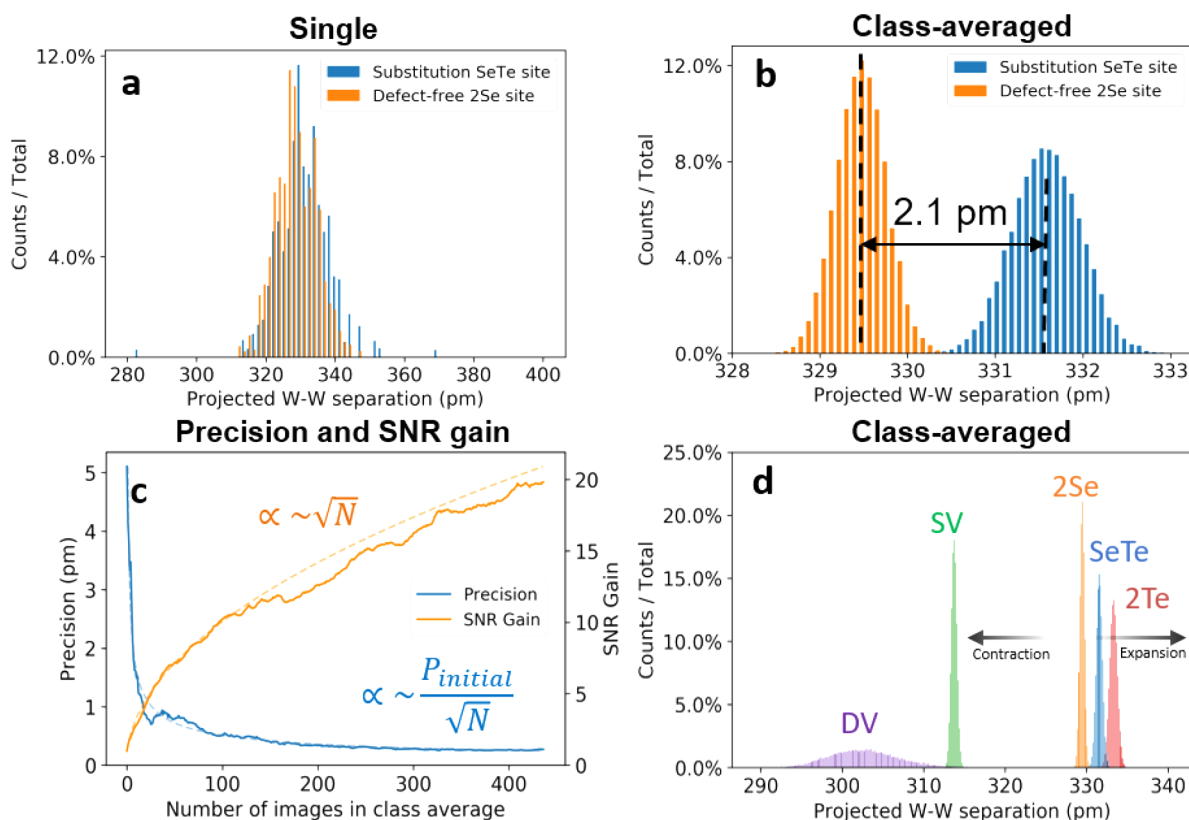 Single
a
Substitution SeTe site
Defect-free 2Se site
12.0%
8.0%
4.0%
0.0%
Counts / Total
280 300 320 340 360 380 400
Projected W-W separation (pm)
Class-averaged
b
Substitution SeTe site
Defect-free 2Se site
2.1 pm
12.0%
8.0%
4.0%
0.0%
Counts / Total
328 329 330 331 332 333
Projected W-W separation (pm)
Precision and SNR gain
c
∝ ~√N
Precision
SNR Gain
∝ ~ P_initial / √N
5
4
3
2
1
0
Precision (pm)
20
15
10
5
0
SNR Gain
0 100 200 300 400
Number of images in class average
Class-averaged
d
2Se
SV
SeTe
2Te
Contraction
Expansion
DV
25.0%
20.0%
15.0%
10.0%
5.0%
0.0%
Counts / Total
290 300 310 320 330 340
Projected W-W separation (pm)